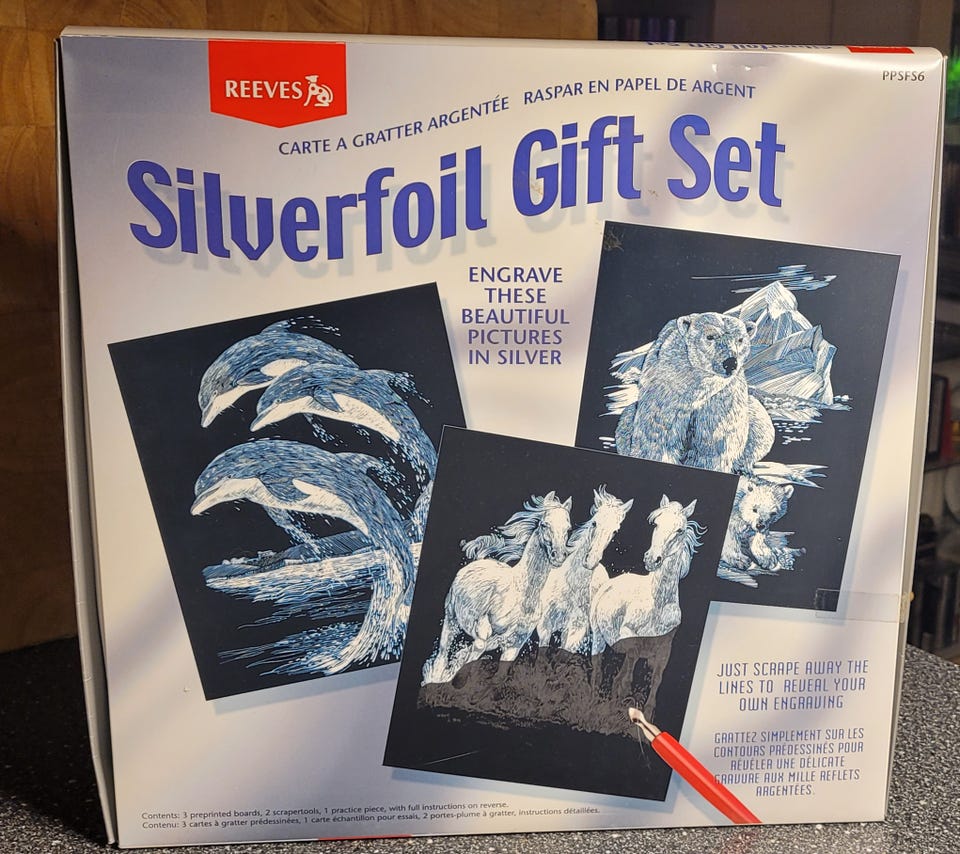 Silverfoil Gift Set
PPSFS6
REEVES
CARTE A GRATTER ARGENTÉE RASPAR EN PAPEL DE ARGENT
Silverfoil Gift Set
ENGRAVE
THESE
BEAUTIFUL
PICTURES
IN SILVER
JUST SCRAPE AWAY THE
LINES TO REVEAL YOUR
OWN ENGRAVING
GRATTEZ SIMPLEMENT SUR LES
CONTOURS PRÉDESSINÉS POUR
RÉVÉLER UNE DÉLICATE
GRAVURE AUX MILLE REFLETS
ARGENTÉES.
Contents: 3 preprinted boards, 2 scrapertools, 1 practice piece, with full instructions on reverse.
Contenu: 3 cartes à gratter prédessinées, 1 carte échantillon pour essais, 2 portes-plume à gratter, instructions détaillées.